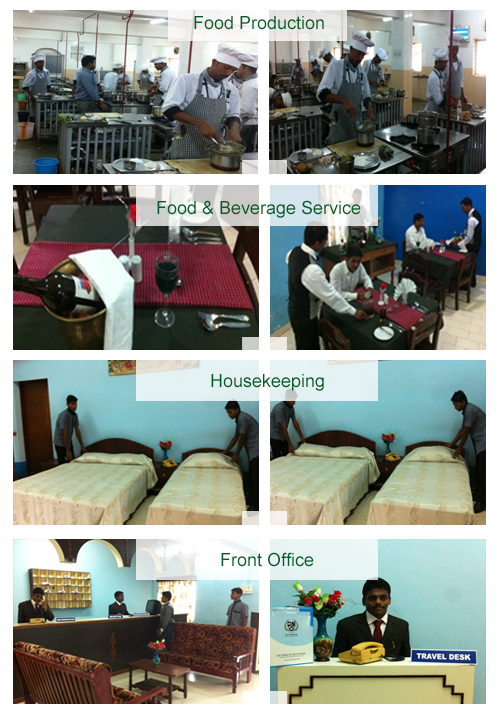 Food Production
Food & Beverage Service
Housekeeping
Front Office
TRAVEL DESK